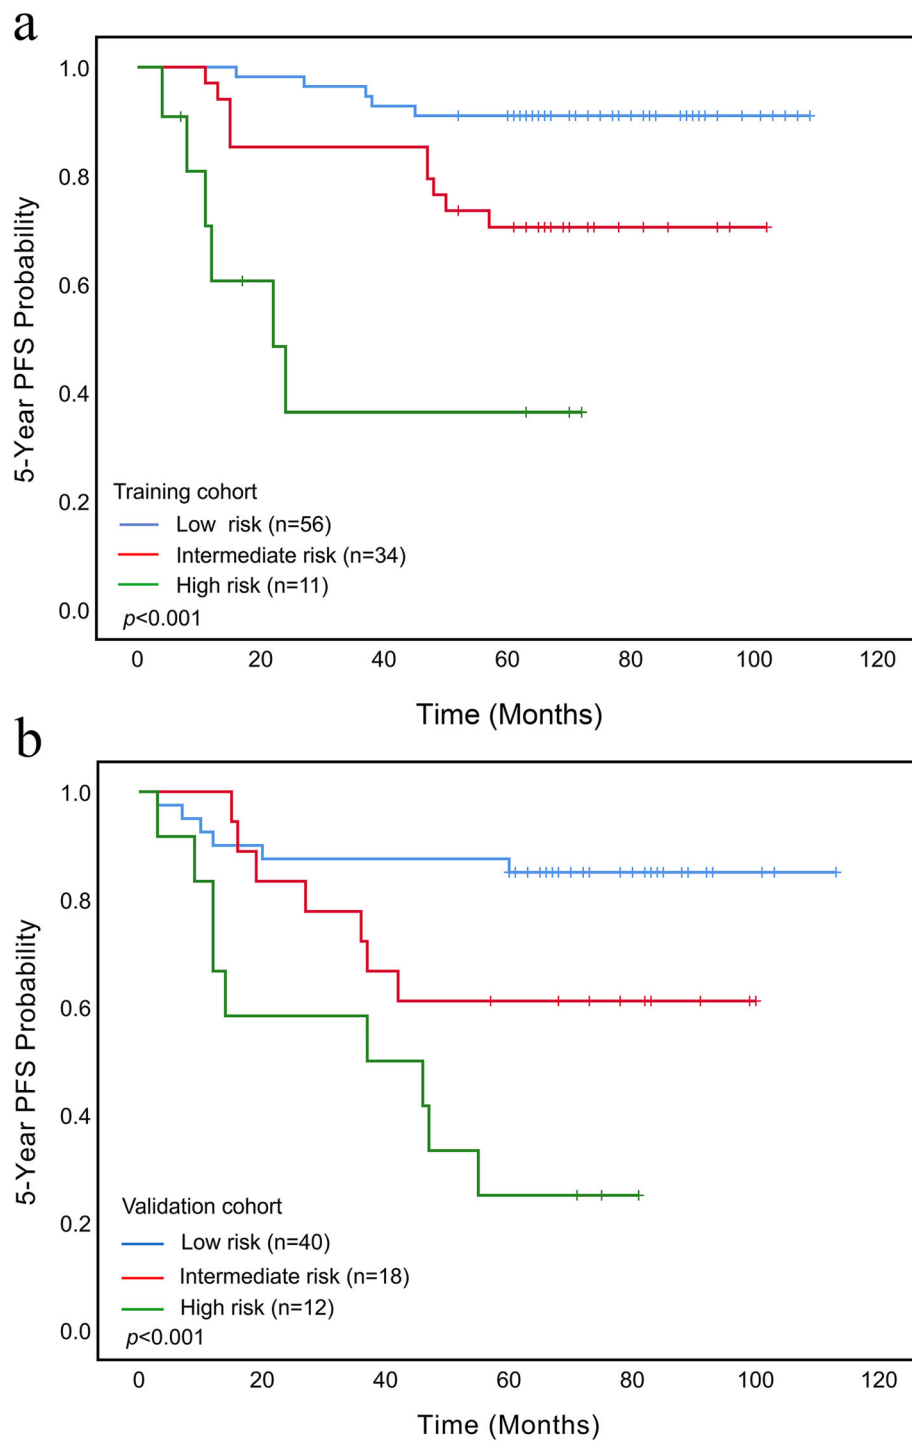 a
1.0
0.8
0.6
0.4
0.2
0.0
5-Year PFS Probability
Training cohort
Low risk (n=56)
Intermediate risk (n=34)
High risk (n=11)
p<0.001
0 20 40 60 80 100 120
Time (Months)
b
1.0
0.8
0.6
0.4
0.2
0.0
5-Year PFS Probability
Validation cohort
Low risk (n=40)
Intermediate risk (n=18)
High risk (n=12)
p<0.001
0 20 40 60 80 100 120
Time (Months)